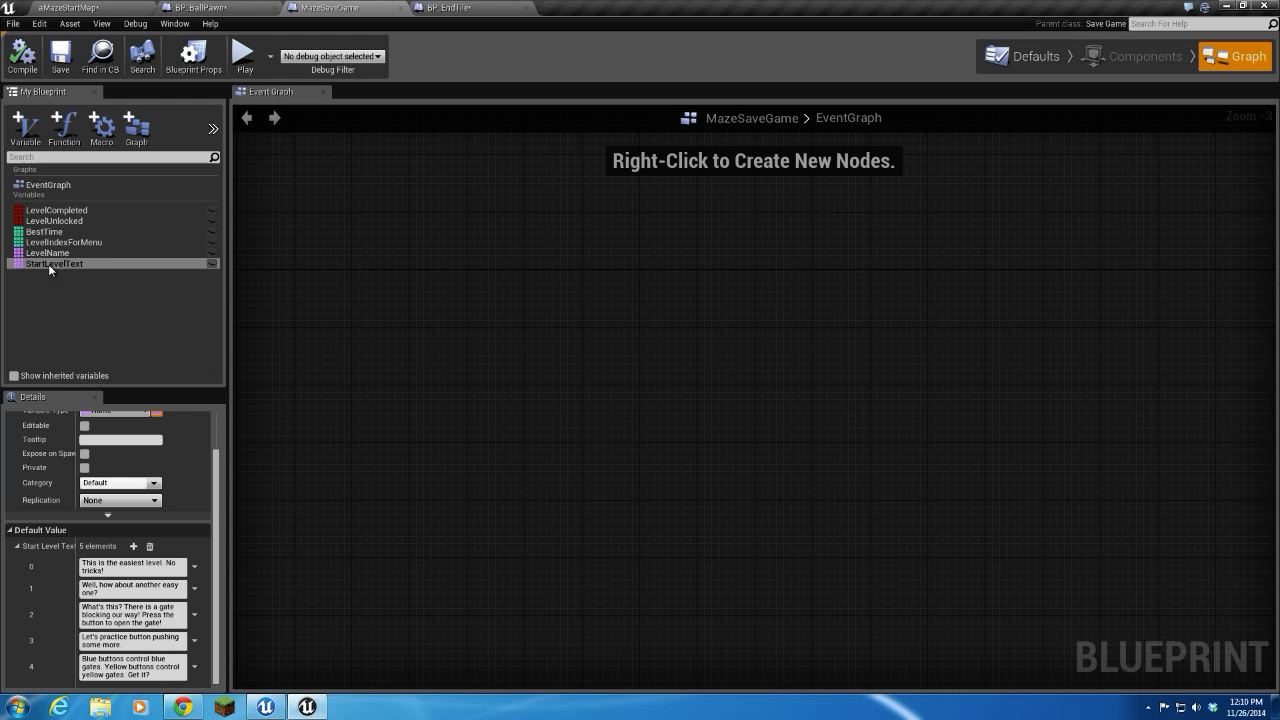 aMazeStartMap*
BP_BallPawn*
MazeSaveGame
BP_EndTile*
File Edit Asset View Debug Window Help
Parent class: Save Game
Search For Help
Compile
Save
Find in CB
Search
Blueprint Props
Play
No debug object selected
Debug Filter
Defaults
Components
Graph
My Blueprint
Variable
Function
Macro
Graph
Search
Graphs
EventGraph
Variables
LevelCompleted
LevelUnlocked
BestTime
LevelIndexForMenu
LevelName
StartLevelText
Show inherited variables
Details
Editable
Tooltip
Expose on Spaw
Private
Category Default
Replication None
Default Value
Start Level Text 5 elements
0 This is the easiest level. No
tricks!
1 Well, how about another easy
one?
2 What's this? There is a gate
blocking our way! Press the
button to open the gate!
3 Let's practice button pushing
some more.
4 Blue buttons control blue
gates. Yellow buttons control
yellow gates. Get it?
Event Graph
MazeSaveGame > EventGraph
Zoom -3
Right-Click to Create New Nodes.
BLUEPRINT
12:10 PM
11/26/2014